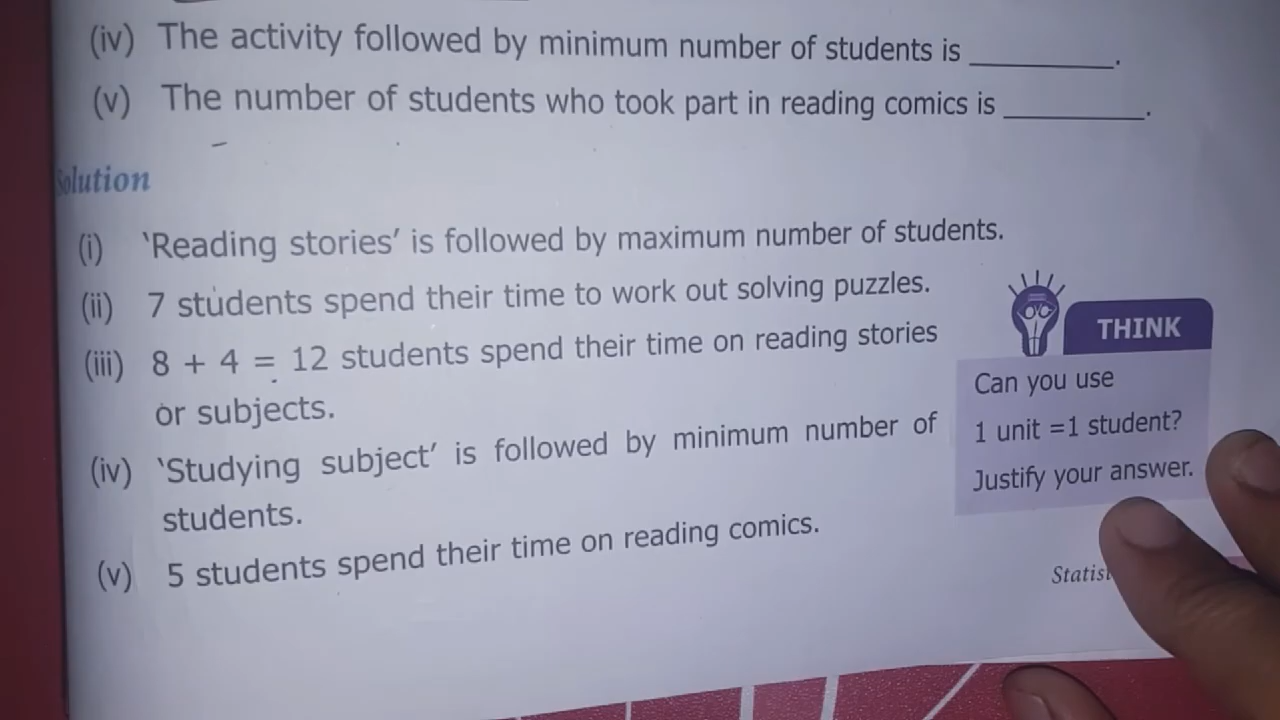 (iv) The activity followed by minimum number of students is __________.
(v) The number of students who took part in reading comics is __________.
Solution
(i) ‘Reading stories’ is followed by maximum number of students.
(ii) 7 students spend their time to work out solving puzzles.
(iii) 8 + 4 = 12 students spend their time on reading stories
or subjects.
(iv) ‘Studying subject’ is followed by minimum number of
students.
(v) 5 students spend their time on reading comics.
THINK
Can you use
1 unit =1 student?
Justify your answer.